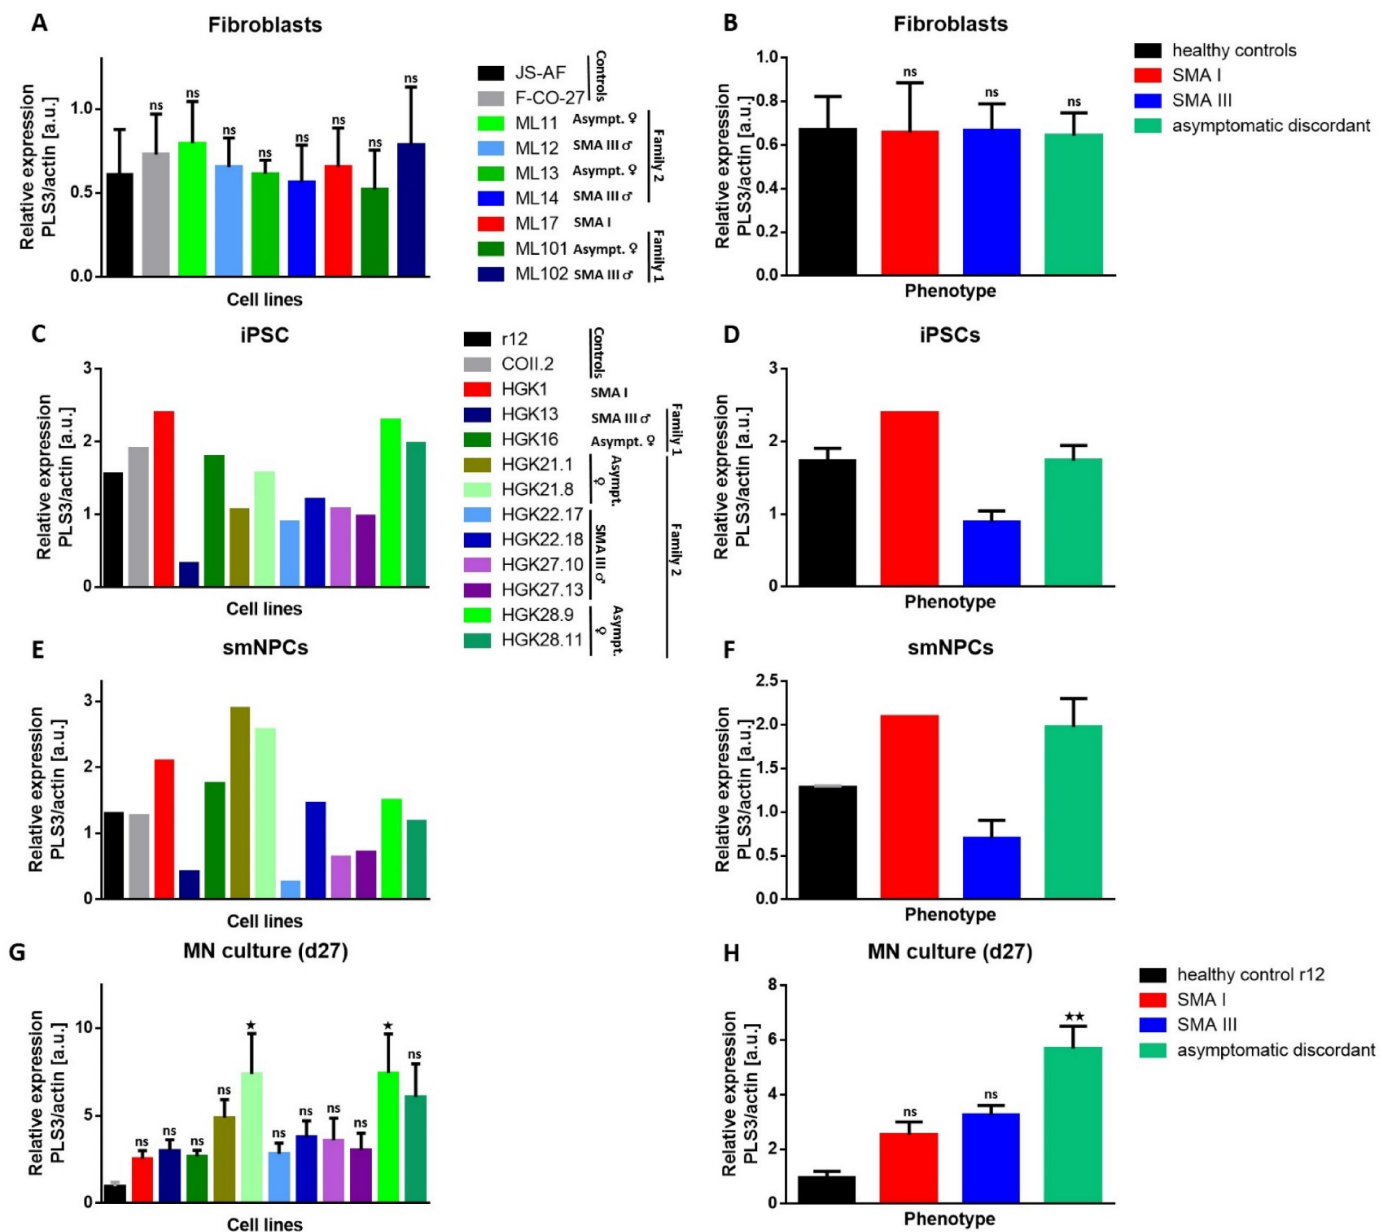 A
Fibroblasts
Relative expression
PLS3/actin [a.u.]
1.0
0.5
0.0
ns
ns
ns
ns
ns
ns
ns
ns
Cell lines
JS-AF
F-CO-27
Controls
ML11 Asympt. ♀
ML12 SMA III ♂
ML13 Asympt. ♀
ML14 SMA III ♂
Family 2
ML17 SMA I
ML101 Asympt. ♀
ML102 SMA III ♂
Family 1
B
Fibroblasts
Relative expression
PLS3/actin [a.u.]
1.0
0.8
0.6
0.4
0.2
0.0
ns
ns
ns
Phenotype
healthy controls
SMA I
SMA III
asymptomatic discordant
C
iPSC
Relative expression
PLS3/actin [a.u.]
3
2
1
0
Cell lines
r12
COII.2
Controls
HGK1 SMA I
HGK13 SMA III ♂
HGK16 Asympt. ♀
Family 1
HGK21.1
HGK21.8
Asympt.
♀
HGK22.17
HGK22.18
HGK27.10
HGK27.13
SMA III ♂
HGK28.9
HGK28.11
Asympt.
♀
Family 2
D
iPSCs
Relative expression
PLS3/actin [a.u.]
3
2
1
0
Phenotype
E
smNPCs
Relative expression
PLS3/actin [a.u.]
3
2
1
0
Cell lines
F
smNPCs
Relative expression
PLS3/actin [a.u.]
2.5
2.0
1.5
1.0
0.5
0.0
Phenotype
G
MN culture (d27)
Relative expression
PLS3/actin [a.u.]
10
5
0
ns
ns
ns
ns
★
ns
ns
ns
ns
★
ns
Cell lines
H
MN culture (d27)
Relative expression
PLS3/actin [a.u.]
8
6
4
2
0
ns
ns
★★
Phenotype
healthy control r12
SMA I
SMA III
asymptomatic discordant